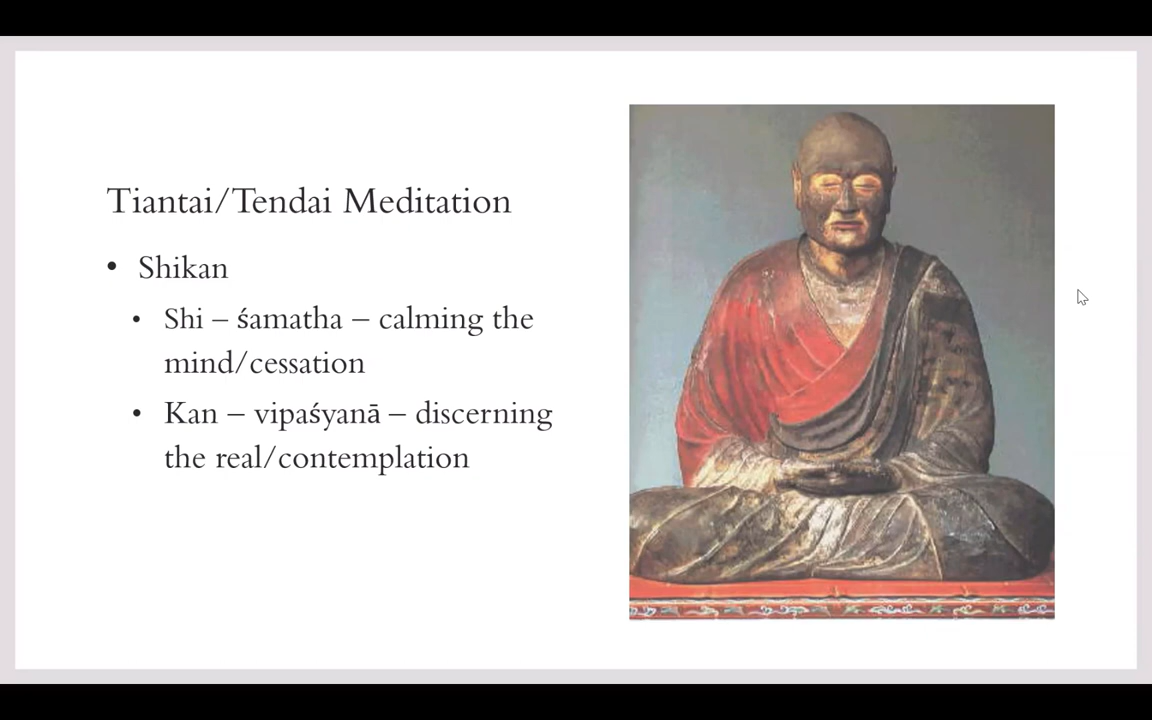 Tiantai/Tendai Meditation
• Shikan
• Shi – śamatha – calming the
mind/cessation
• Kan – vipaśyanā – discerning
the real/contemplation